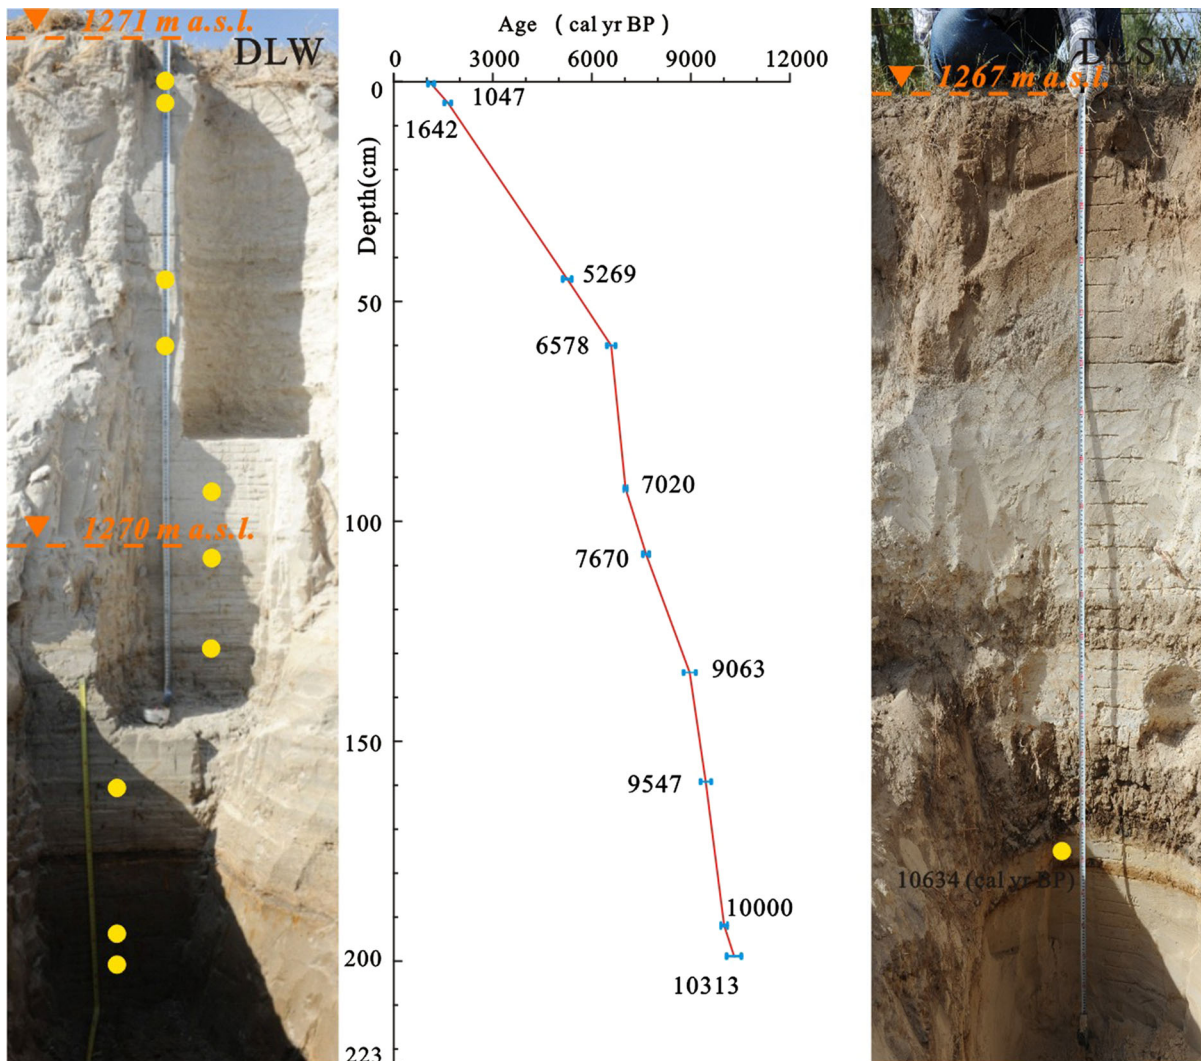 1271 m a.s.l.
DLW
1270 m a.s.l.
Age ( cal yr BP )
0 3000 6000 9000 12000
Depth(cm)
0
50
100
150
200
223
1047
1642
5269
6578
7020
7670
9063
9547
10000
10313
DLSW
1267 m a.s.l.
10634 (cal yr BP)